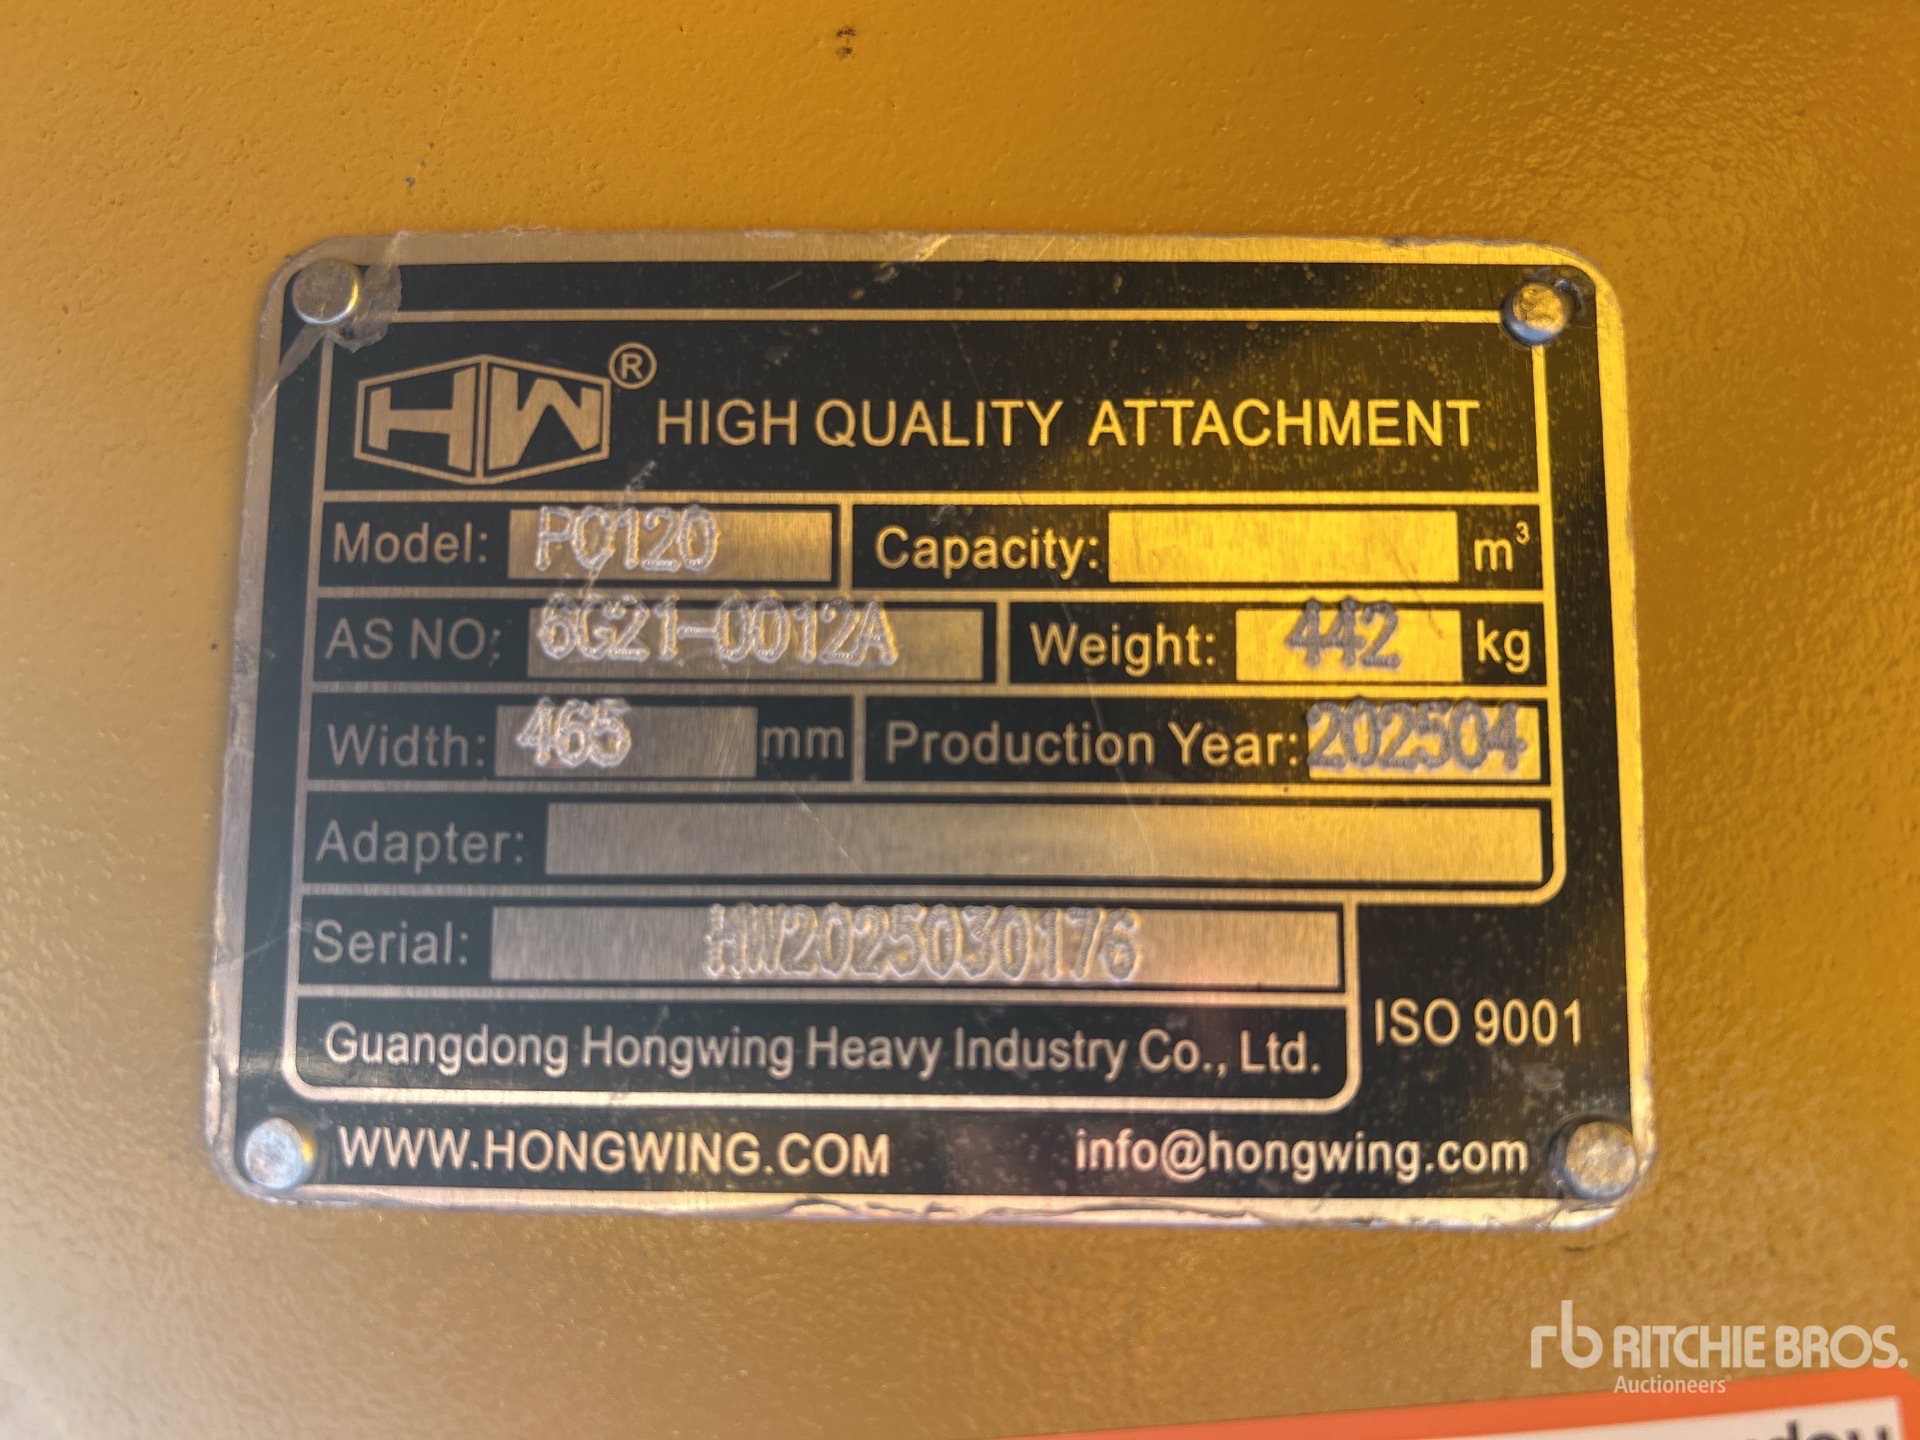 HW® HIGH QUALITY ATTACHMENT
Model: PC120 Capacity: m³
AS NO: 6G21-0012A Weight: 442 kg
Width: 465 mm Production Year: 202504
Adapter:
Serial: HW2025030176
Guangdong Hongwing Heavy Industry Co., Ltd. ISO 9001
WWW.HONGWING.COM info@hongwing.com
rb RITCHIE BROS.
Auctioneers